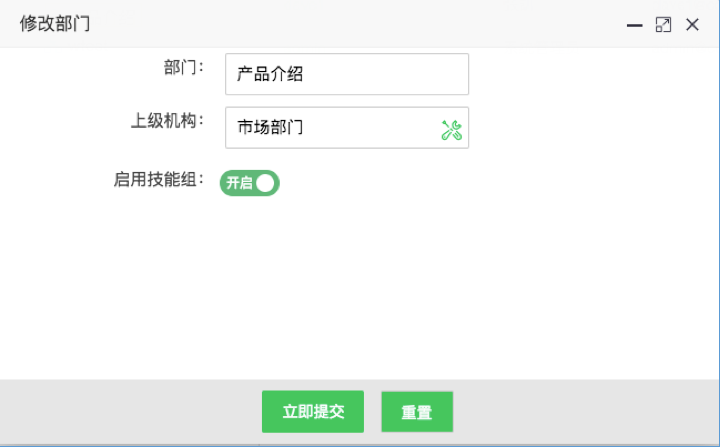 修改部门
部门：
产品介绍
上级机构：
市场部门
启用技能组：
开启
立即提交
重置